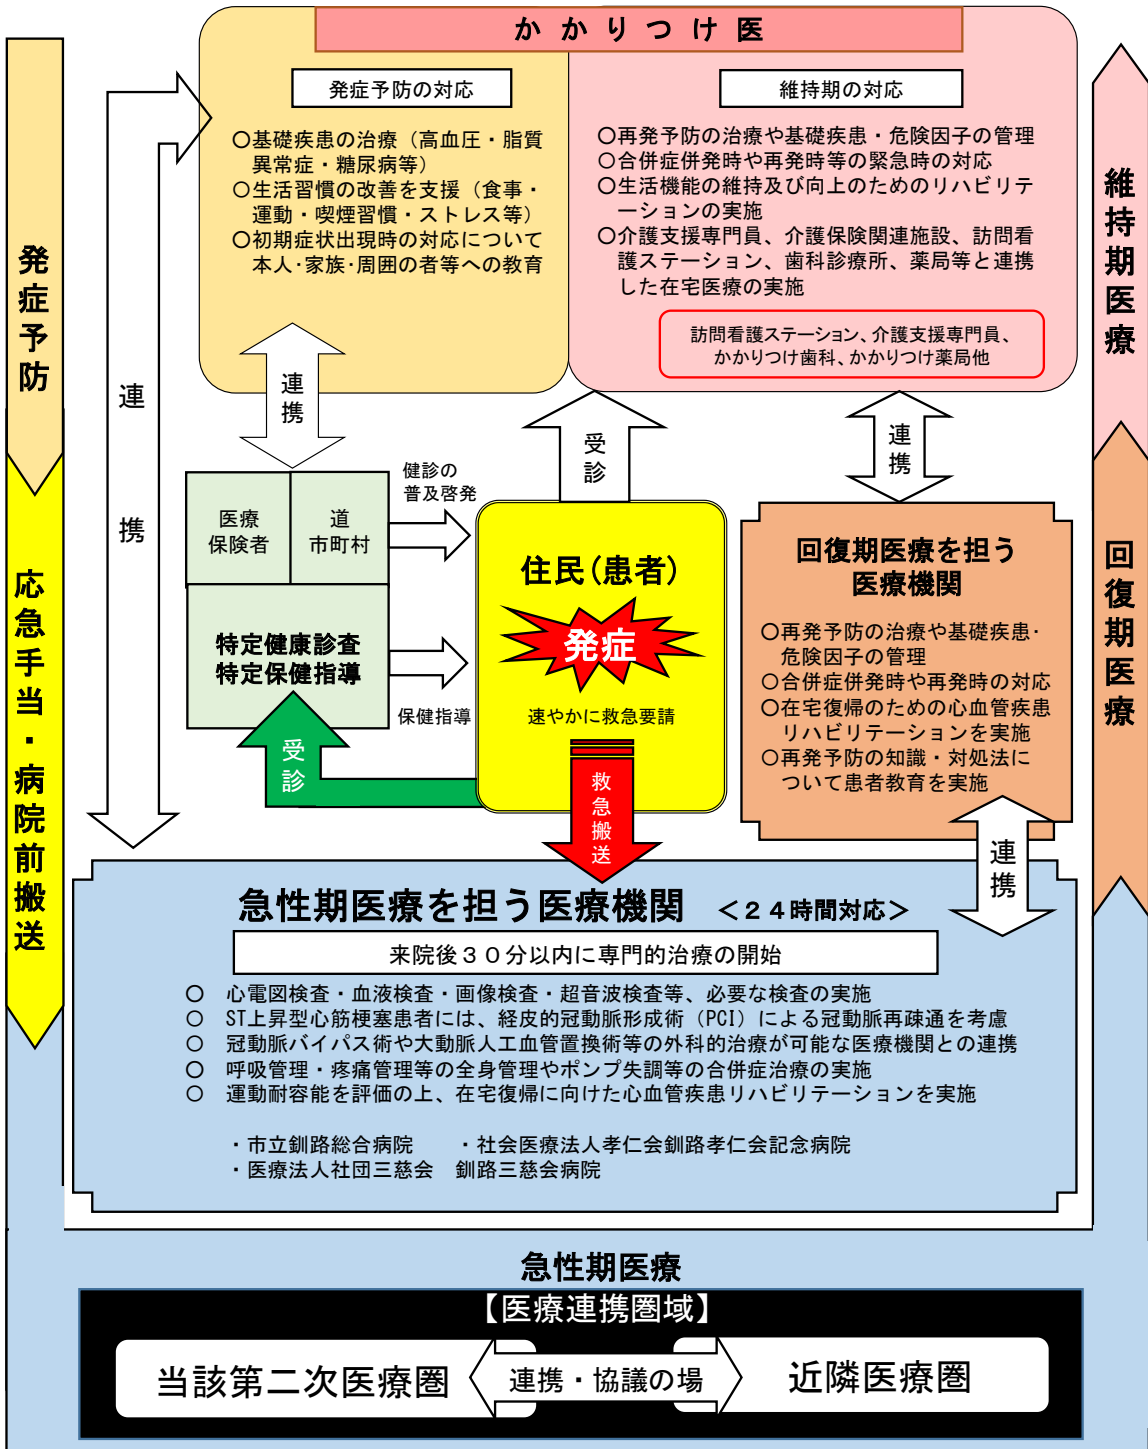 かかりつけ医
発症予防の対応
○基礎疾患の治療（高血圧・脂質
異常症・糖尿病等）
○生活習慣の改善を支援（食事・
運動・喫煙習慣・ストレス等）
○初期症状出現時の対応について
本人・家族・周囲の者等への教育
維持期の対応
○再発予防の治療や基礎疾患・危険因子の管理
○合併症併発時や再発時等の緊急時の対応
○生活機能の維持及び向上のためのリハビリテ
ーションの実施
○介護支援専門員、介護保険関連施設、訪問看
護ステーション、歯科診療所、薬局等と連携
した在宅医療の実施
訪問看護ステーション、介護支援専門員、
かかりつけ歯科、かかりつけ薬局他
発症予防
応急手当・病院前搬送
維持期医療
回復期医療
連携
連携
受診
連携
医療
保険者
道
市町村
健診の
普及啓発
特定健康診査
特定保健指導
保健指導
受診
住民（患者）
発症
速やかに救急要請
救急搬送
回復期医療を担う
医療機関
○再発予防の治療や基礎疾患・
危険因子の管理
○合併症併発時や再発時の対応
○在宅復帰のための心血管疾患
リハビリテーションを実施
○再発予防の知識・対処法に
ついて患者教育を実施
連携
急性期医療を担う医療機関 ＜２４時間対応＞
来院後３０分以内に専門的治療の開始
○ 心電図検査・血液検査・画像検査・超音波検査等、必要な検査の実施
○ ST上昇型心筋梗塞患者には、経皮的冠動脈形成術（PCI）による冠動脈再疎通を考慮
○ 冠動脈バイパス術や大動脈人工血管置換術等の外科的治療が可能な医療機関との連携
○ 呼吸管理・疼痛管理等の全身管理やポンプ失調等の合併症治療の実施
○ 運動耐容能を評価の上、在宅復帰に向けた心血管疾患リハビリテーションを実施
・市立釧路総合病院 ・社会医療法人孝仁会釧路孝仁会記念病院
・医療法人社団三慈会 釧路三慈会病院
急性期医療
【医療連携圏域】
当該第二次医療圏
連携・協議の場
近隣医療圏